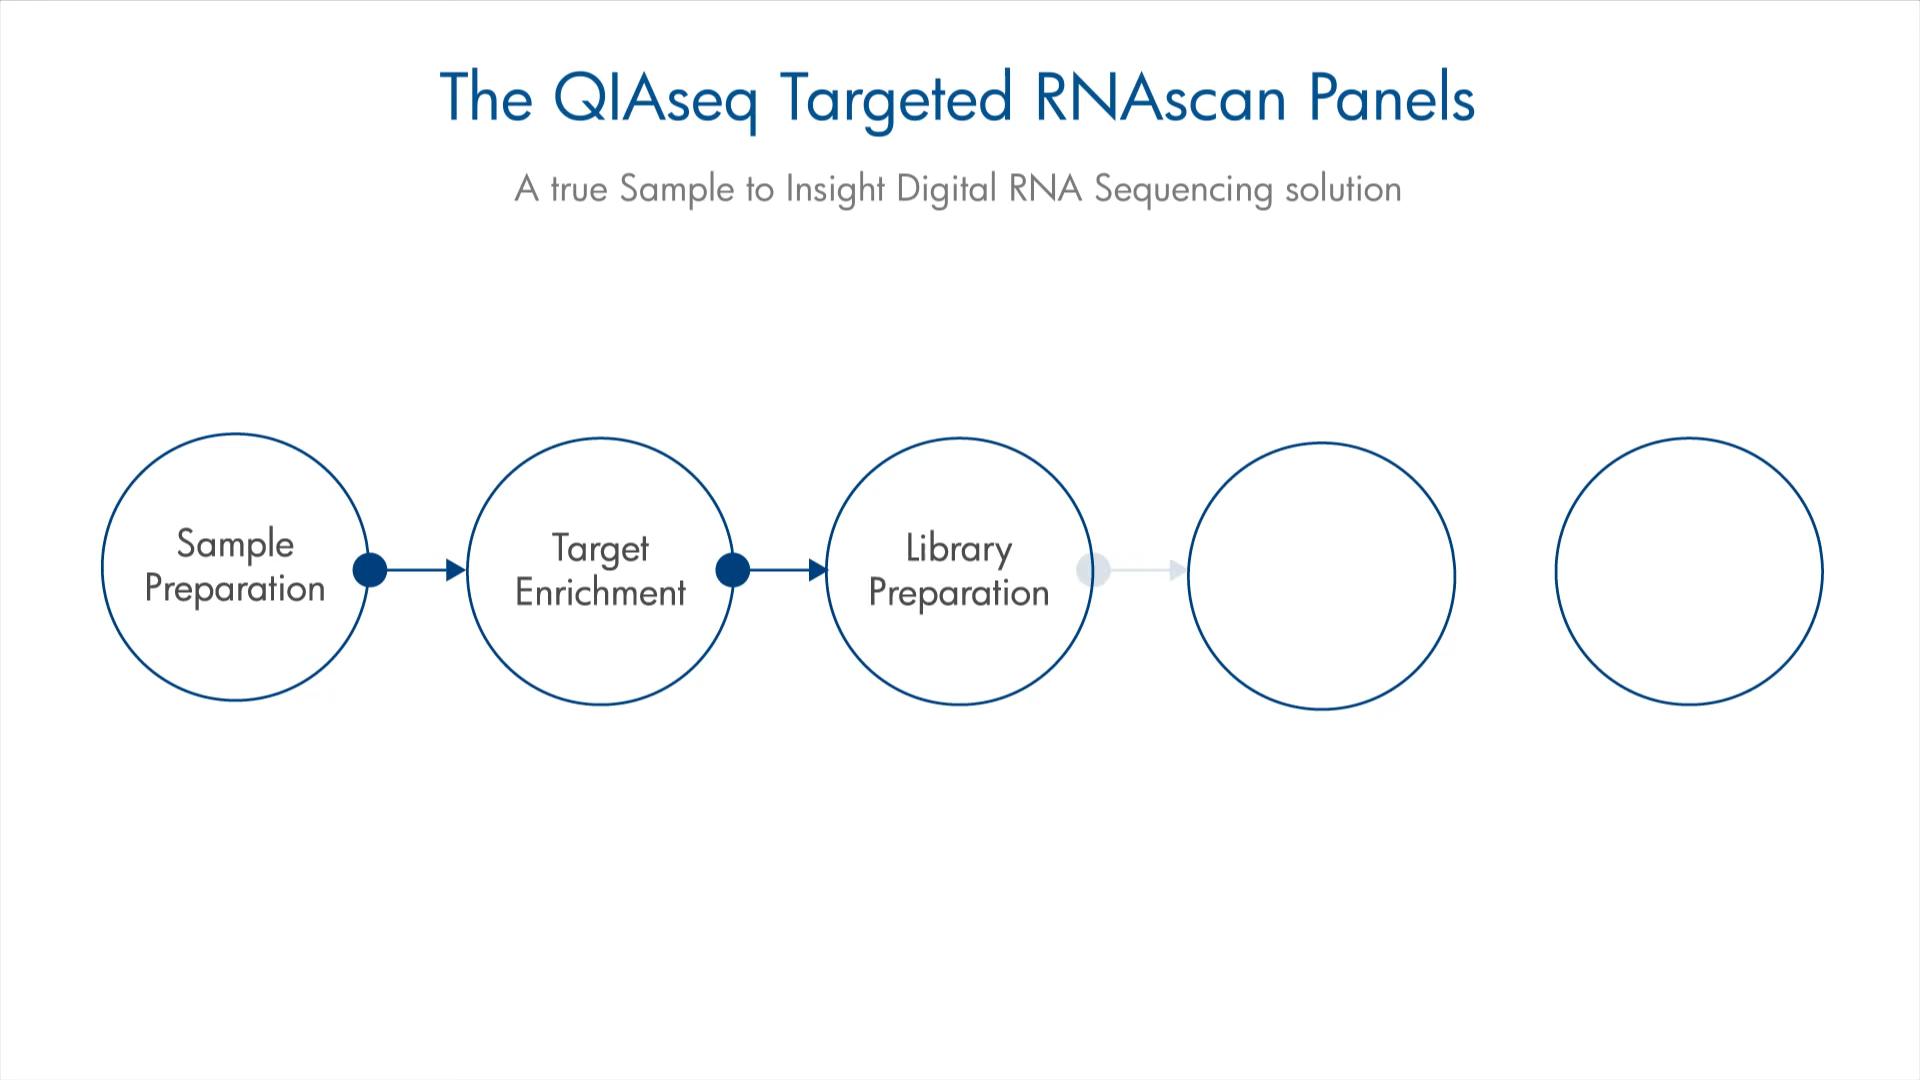 The QIAseq Targeted RNAscan Panels
A true Sample to Insight Digital RNA Sequencing solution
Sample
Preparation
Target
Enrichment
Library
Preparation